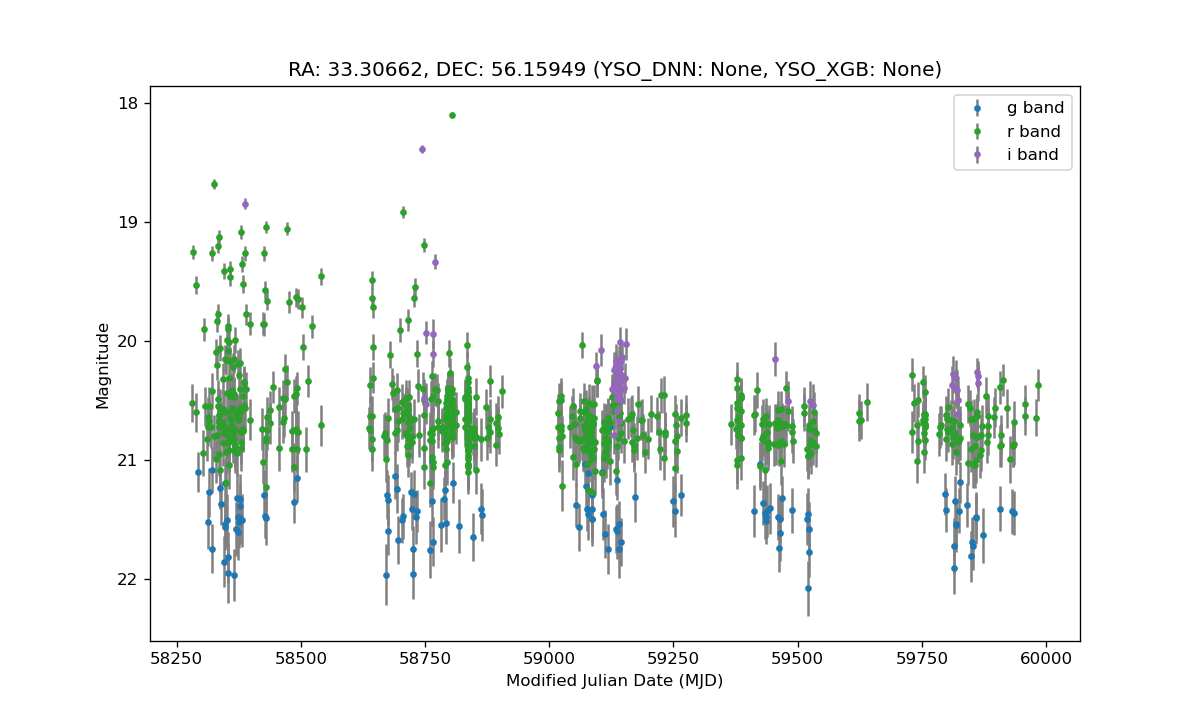 RA: 33.30662, DEC: 56.15949 (YSO_DNN: None, YSO_XGB: None)
g band
r band
i band
18
19
20
21
22
Magnitude
58250 58500 58750 59000 59250 59500 59750 60000
Modified Julian Date (MJD)